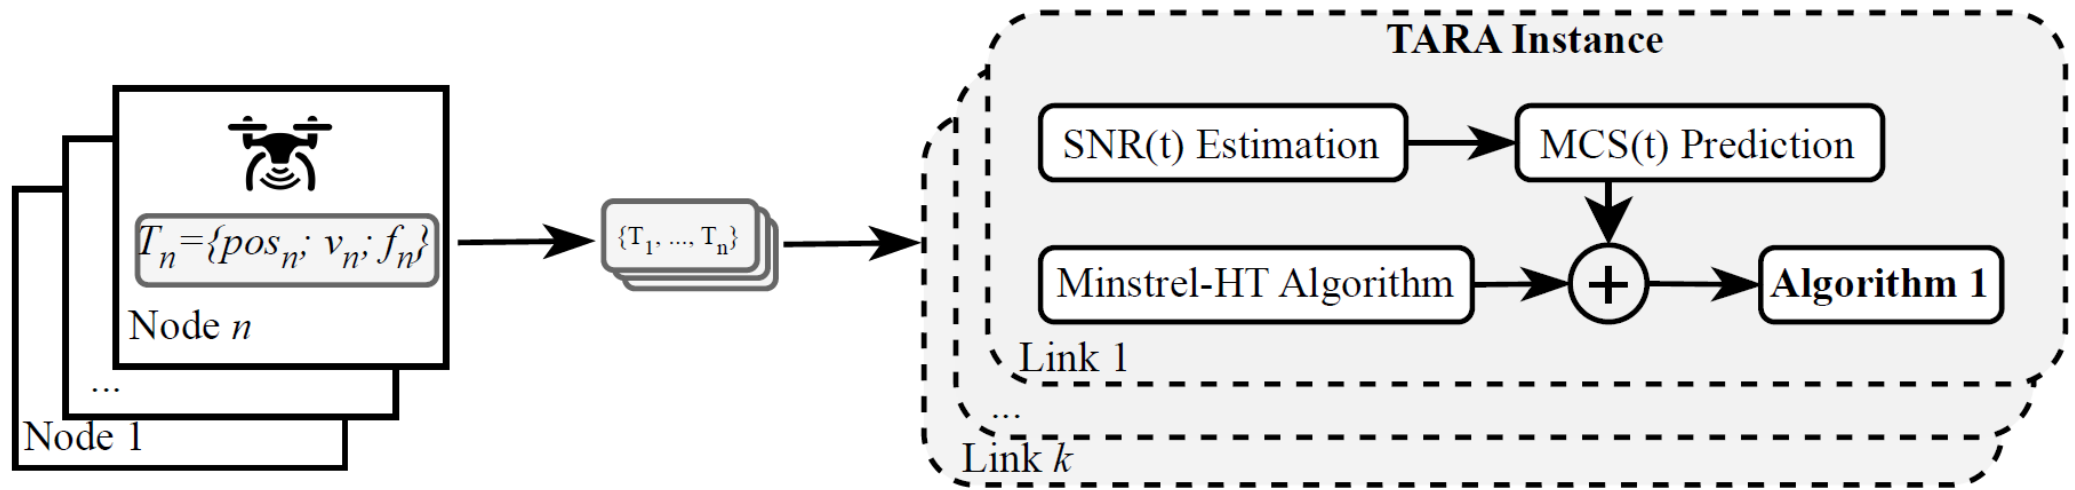 T_n={pos_n; v_n; f_n}
Node n
...
Node 1
{T_1, ..., T_n}
TARA Instance
SNR(t) Estimation
MCS(t) Prediction
Minstrel-HT Algorithm
+
Algorithm 1
Link 1
...
Link k